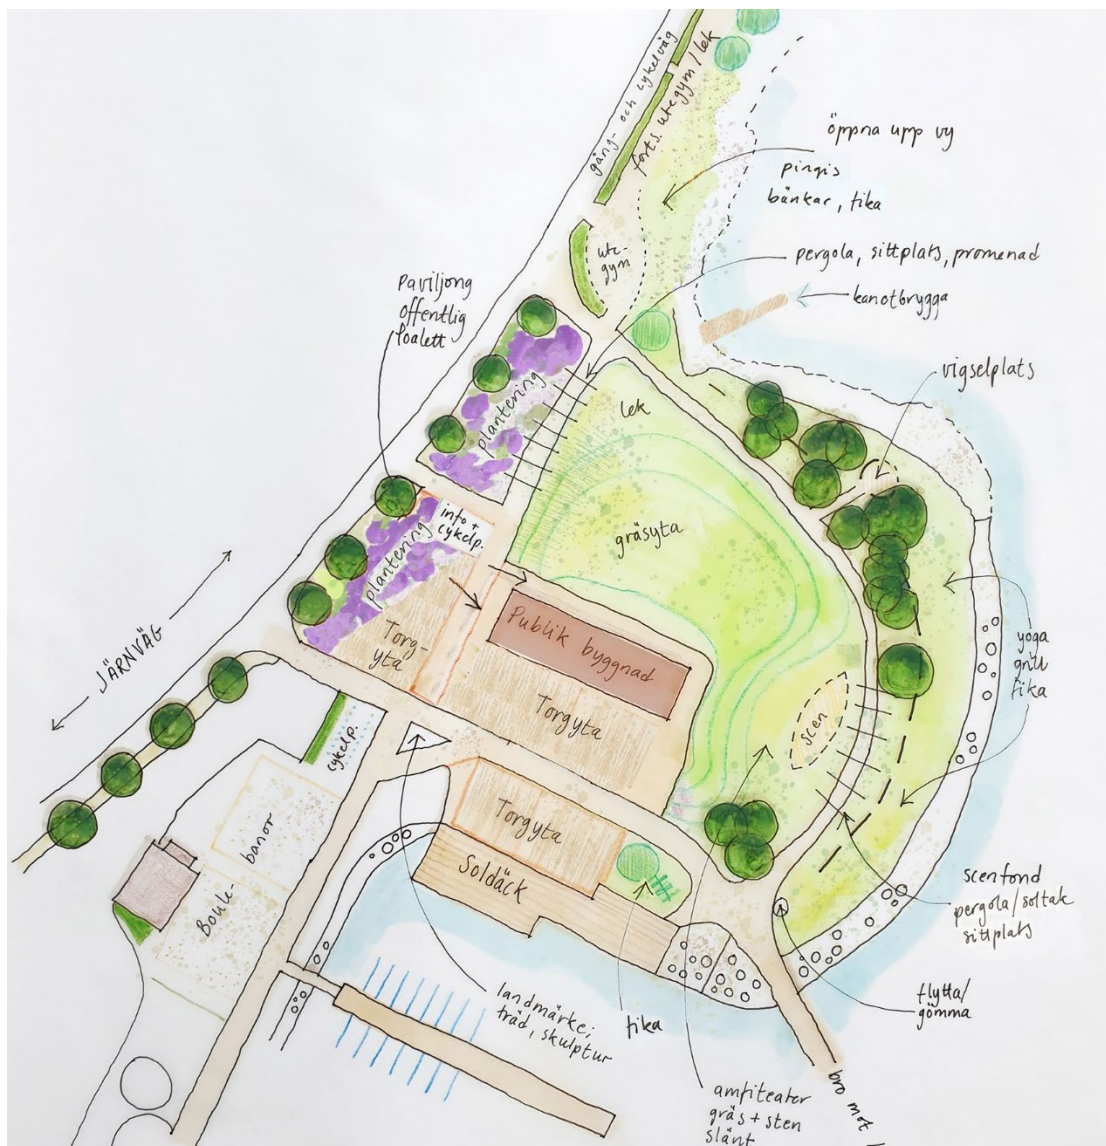 gång- och cykelväg
forts. utegym / lek
öppna upp vy
pingis
bänkar, fika
ute-
gym
pergola, sittplats, promenad
kanotbrygga
Paviljong
offentlig
toalett
vigselplats
plantering
lek
info +
cykelp.
plantering
gräsyta
JÄRNVÄG
Torg-
yta
Publik byggnad
Torgyta
yoga
grill
fika
scen
cykelp.
Torgyta
banor
Boule-
Soldäck
scenfond
pergola/soltak
sittplats
flytta/
gömma
landmärke;
träd, skulptur
fika
amfiteater
gräs + sten
slänt
bro mot